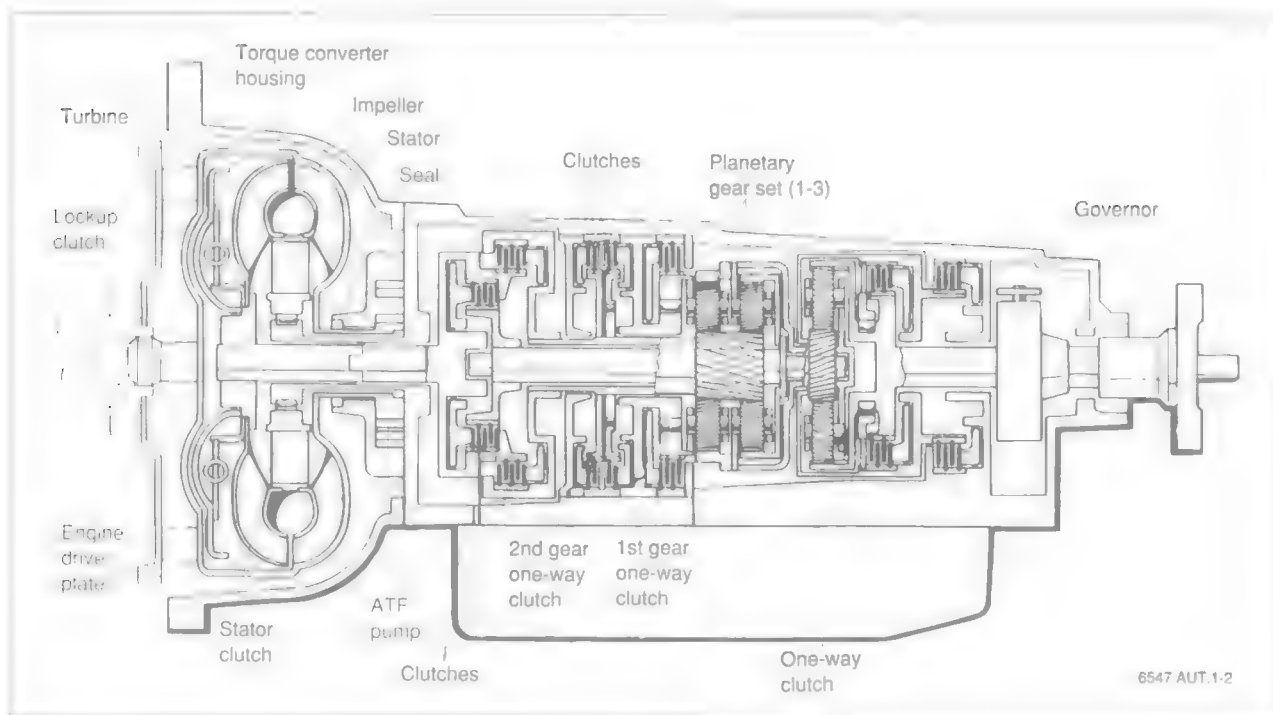 Torque converter
housing
Turbine
Impeller
Stator
Seal
Clutches
Planetary
gear set (1-3)
Governor
Lockup
clutch
Engine
drive
plate
2nd gear
one-way
clutch
1st gear
one-way
clutch
ATF
pump
Stator
clutch
Clutches
One-way
clutch
6547 AUT.1-2